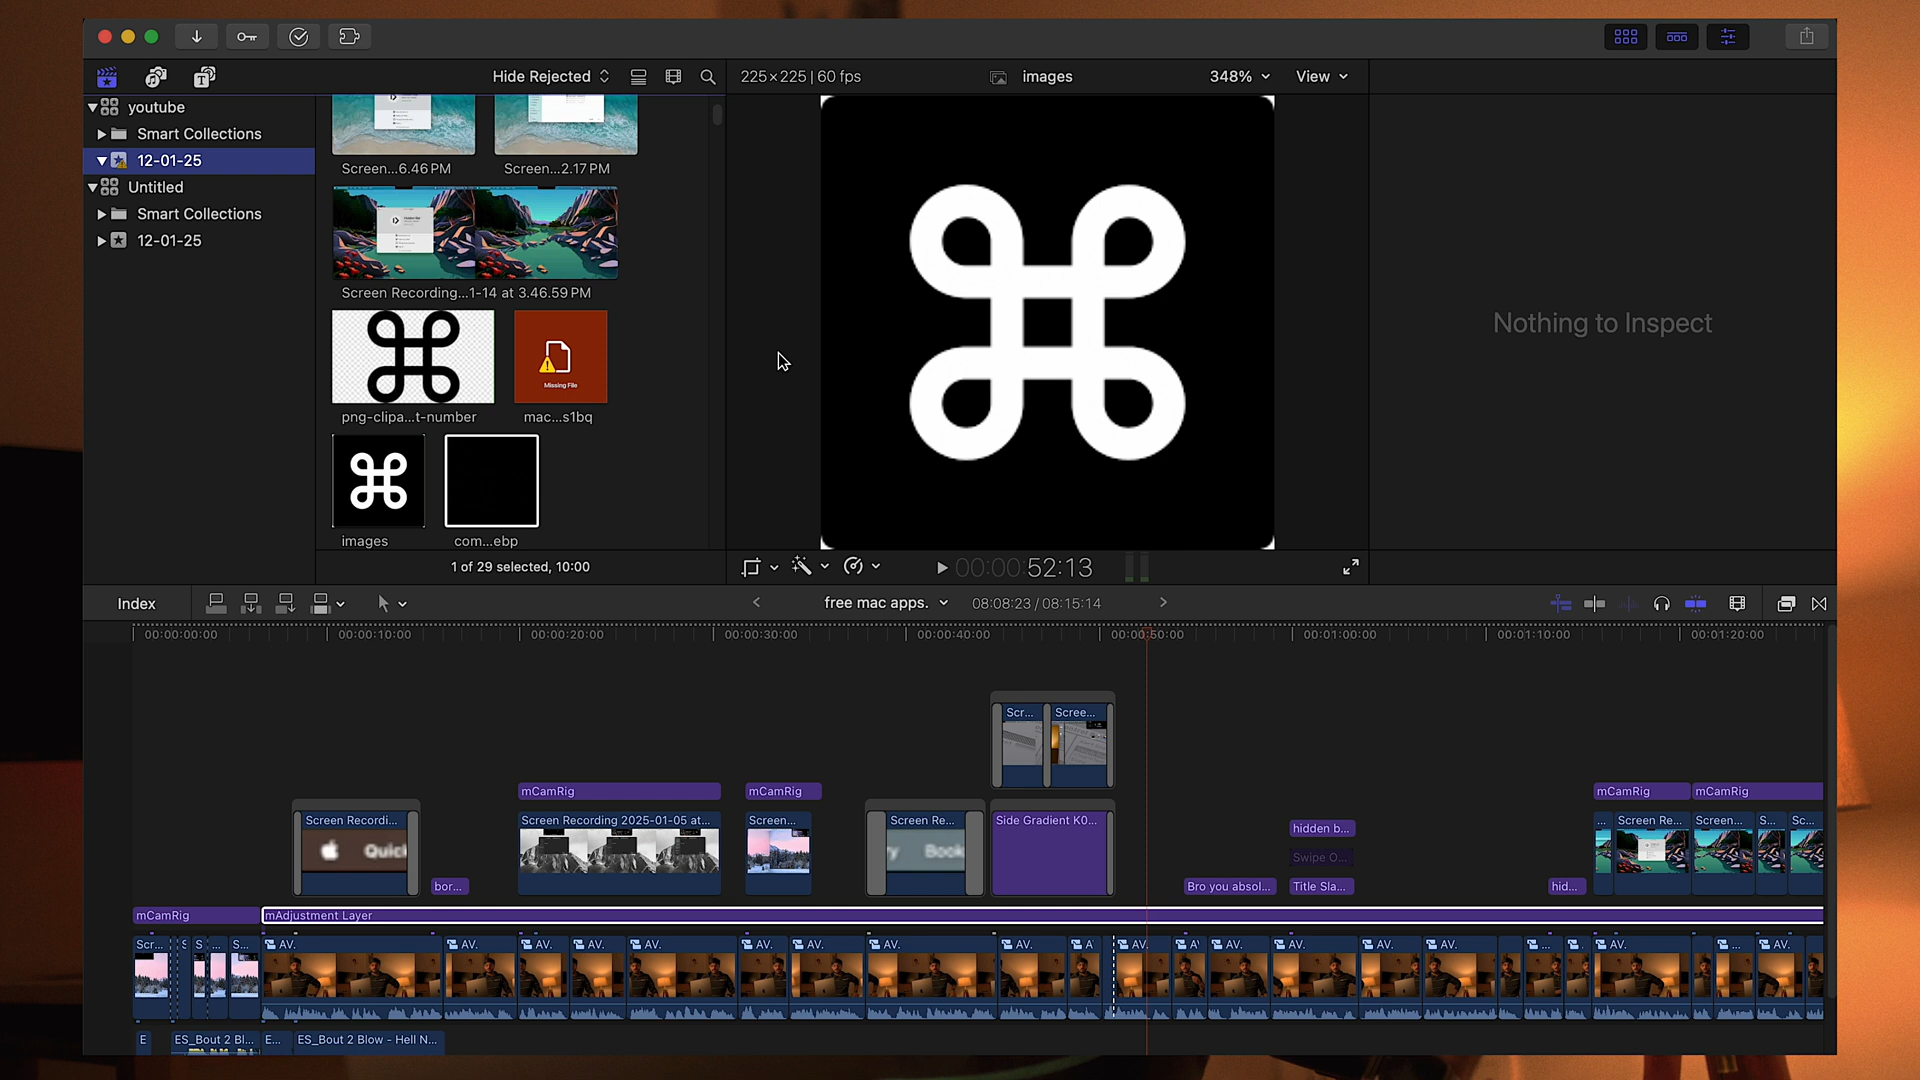 Hide Rejected
225×225 | 60 fps
images
348%
View
youtube
Smart Collections
12-01-25
Untitled
Smart Collections
12-01-25
Screen...6.46 PM
Screen...2.17 PM
Screen Recording...1-14 at 3.46.59 PM
Missing File
png-clipa...t-number
mac...s1bq
images
com...ebp
1 of 29 selected, 10:00
Nothing to Inspect
00:00:52:13
Index
free mac apps.
08:08:23 / 08:15:14
00:00:00:00
00:00:10:00
00:00:20:00
00:00:30:00
00:00:40:00
00:00:50:00
00:01:00:00
00:01:10:00
00:01:20:00
Scr...
Scree...
mCamRig
mCamRig
mCamRig
mCamRig
Screen Recordi...
Quick
Screen Recording 2025-01-05 at...
Screen...
Screen Re...
ry Book
Side Gradient K0...
hidden b...
Swipe O...
...
Screen Re...
Screen...
S...
Sc...
bor...
Bro you absol...
Title Sla...
hid...
mCamRig
mAdjustment Layer
Scr...
S
S
...
S...
AV.
AV.
AV.
AV.
AV.
AV.
AV.
AV.
AV.
A
AV.
A
AV.
AV.
AV.
AV.
...
.
AV.
...
AV.
E
ES_Bout 2 Bl...
E...
ES_Bout 2 Blow - Hell N...